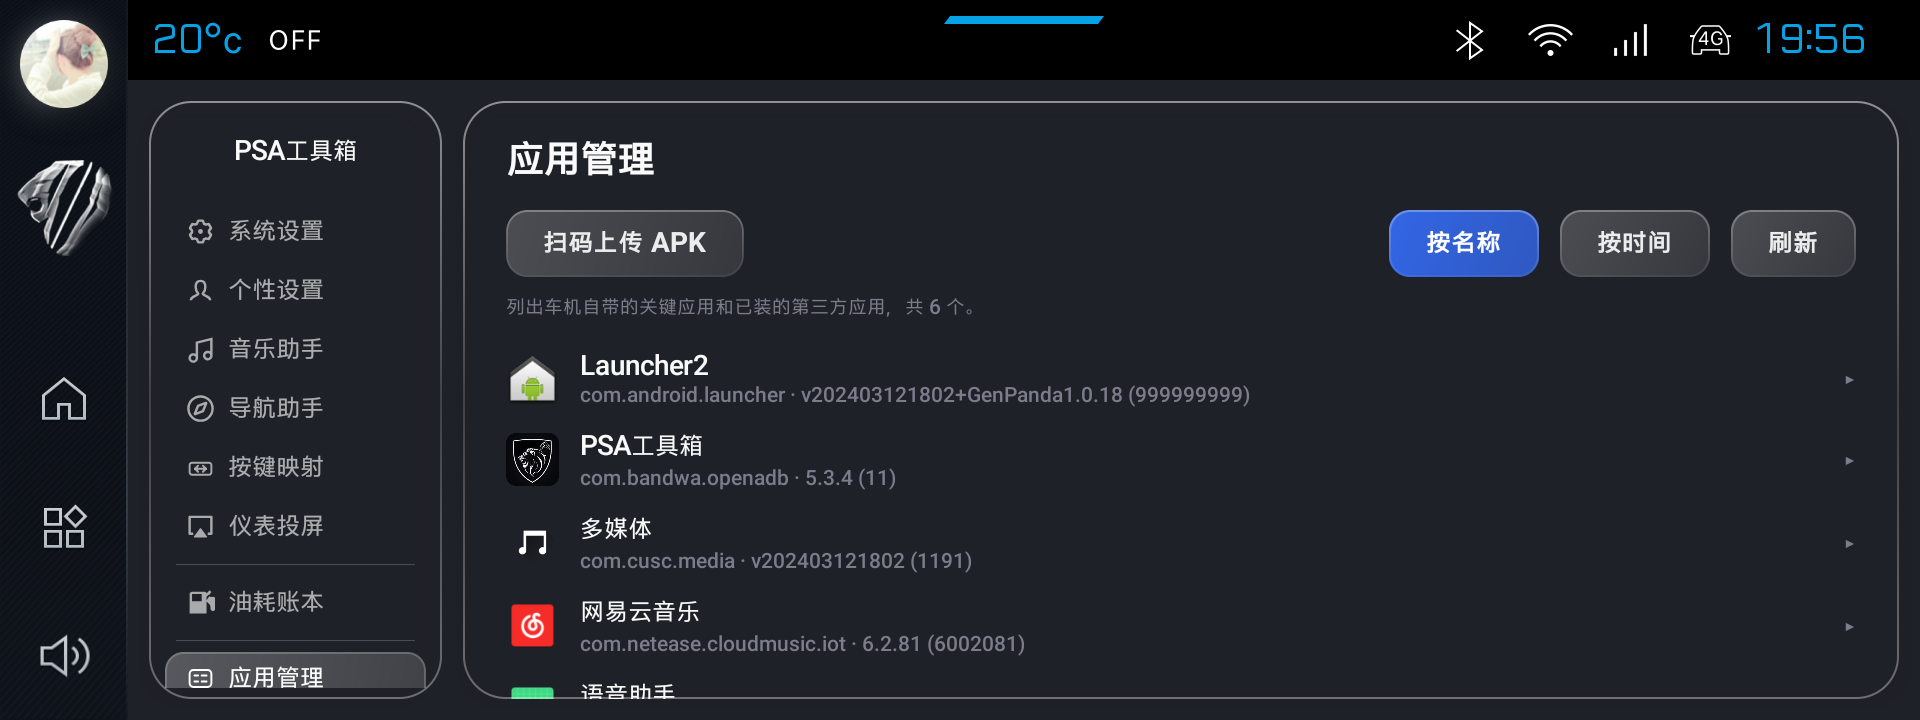 20°c OFF
4G 19:56
PSA工具箱
系统设置
个性设置
音乐助手
导航助手
按键映射
仪表投屏
油耗账本
应用管理
应用管理
扫码上传 APK
按名称
按时间
刷新
列出车机自带的关键应用和已装的第三方应用，共 6 个。
Launcher2
com.android.launcher · v202403121802+GenPanda1.0.18 (999999999)
PSA工具箱
com.bandwa.openadb · 5.3.4 (11)
多媒体
com.cusc.media · v202403121802 (1191)
网易云音乐
com.netease.cloudmusic.iot · 6.2.81 (6002081)
语音助手